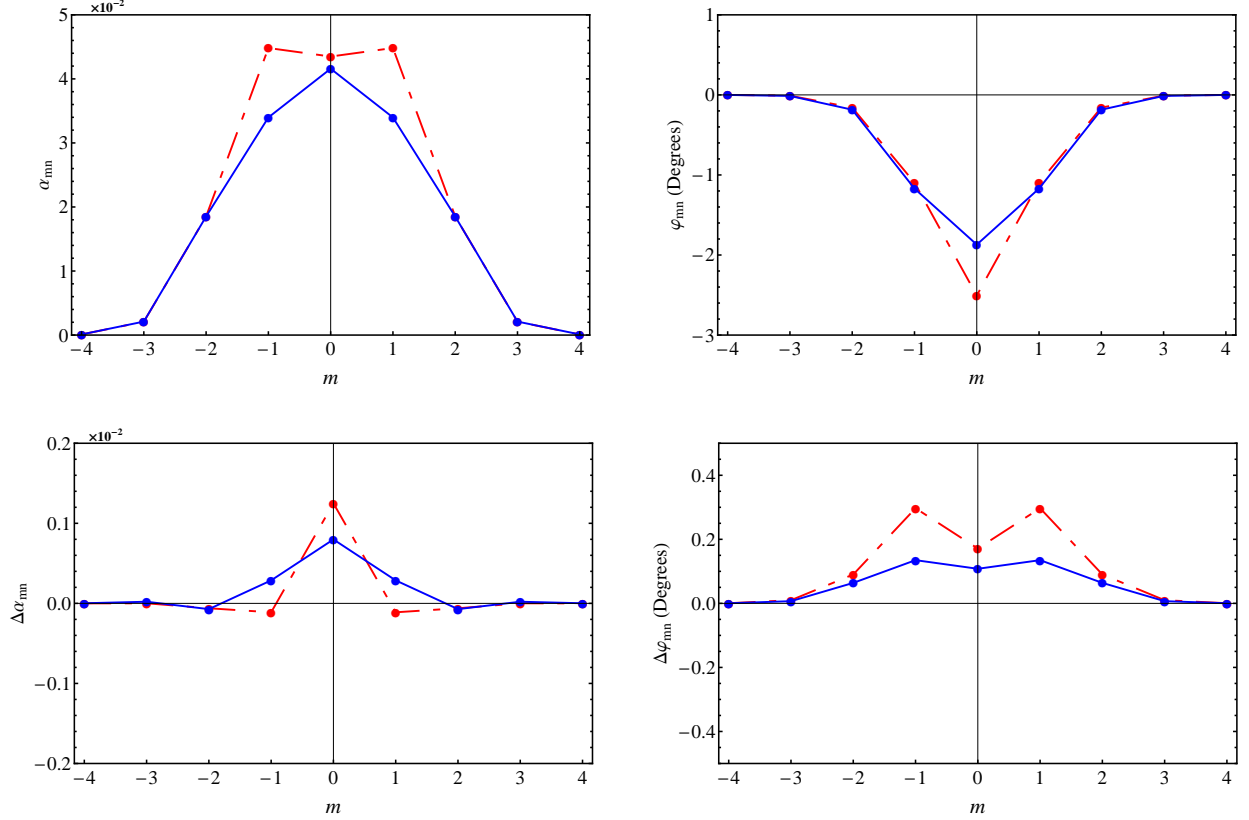 ×10⁻² 5 4 3 2 1 0
α_mn
−4 −3 −2 −1 0 1 2 3 4
m
1 0 −1 −2 −3
φ_mn (Degrees)
−4 −3 −2 −1 0 1 2 3 4
m
×10⁻² 0.2 0.1 0.0 −0.1 −0.2
Δα_mn
−4 −3 −2 −1 0 1 2 3 4
m
0.4 0.2 0.0 −0.2 −0.4
Δφ_mn (Degrees)
−4 −3 −2 −1 0 1 2 3 4
m